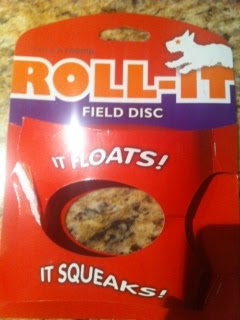 ROLL-IT
FIELD DISC
IT FLOATS!
IT SQUEAKS!